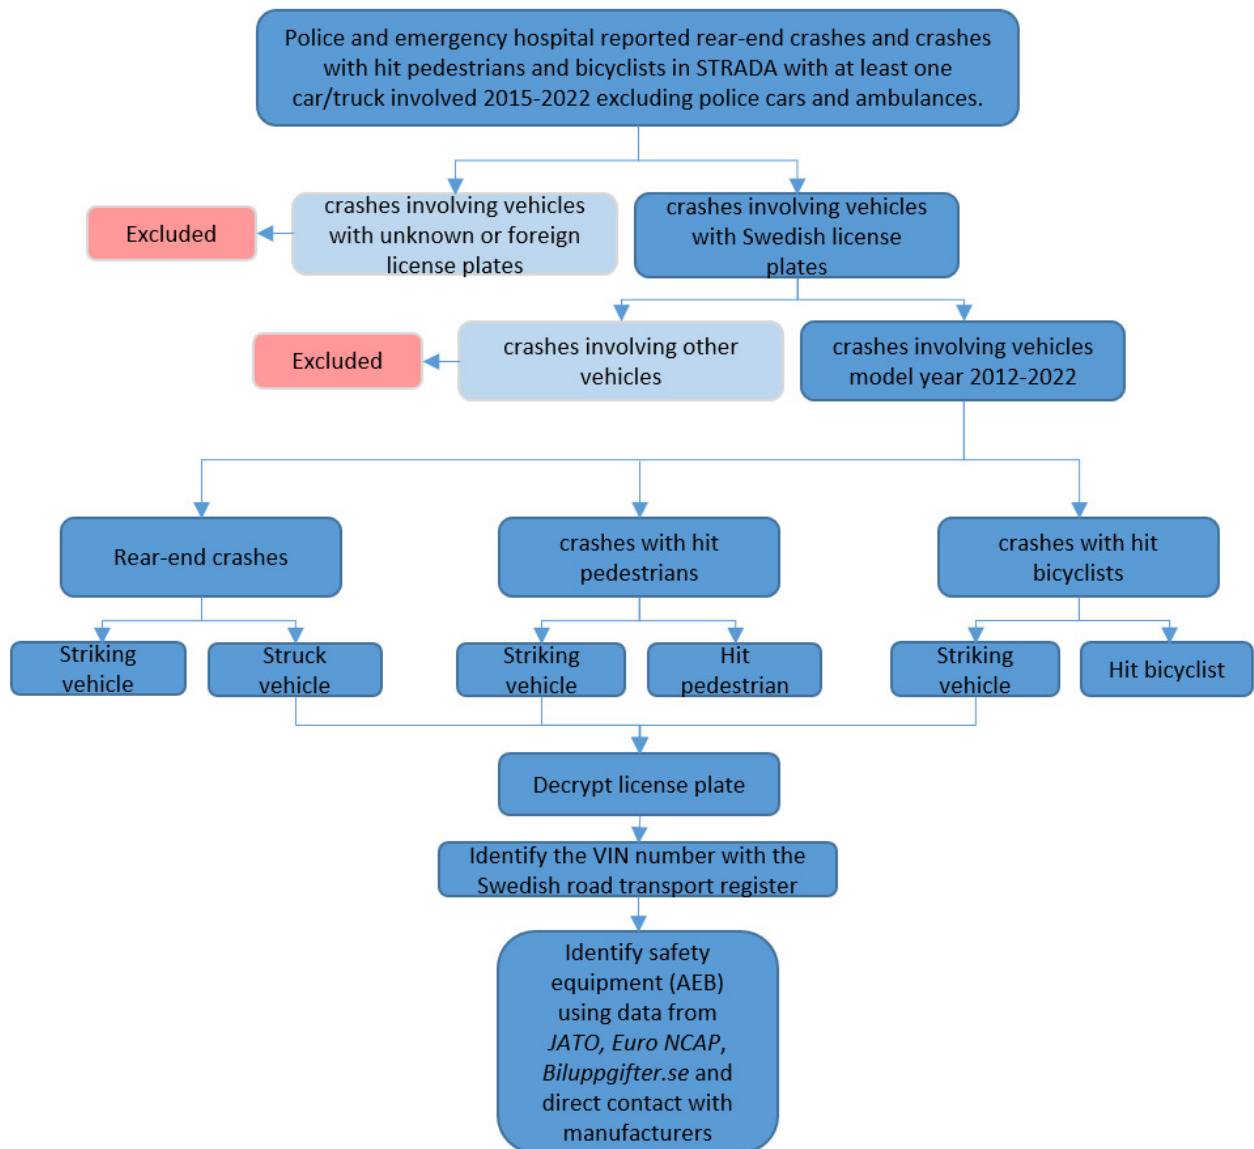 Police and emergency hospital reported rear-end crashes and crashes
with hit pedestrians and bicyclists in STRADA with at least one
car/truck involved 2015-2022 excluding police cars and ambulances.
Excluded
crashes involving vehicles
with unknown or foreign
license plates
crashes involving vehicles
with Swedish license
plates
Excluded
crashes involving other
vehicles
crashes involving vehicles
model year 2012-2022
Rear-end crashes
crashes with hit
pedestrians
crashes with hit
bicyclists
Striking
vehicle
Struck
vehicle
Striking
vehicle
Hit
pedestrian
Striking
vehicle
Hit bicyclist
Decrypt license plate
Identify the VIN number with the
Swedish road transport register
Identify safety
equipment (AEB)
using data from
JATO, Euro NCAP,
Biluppgifter.se and
direct contact with
manufacturers